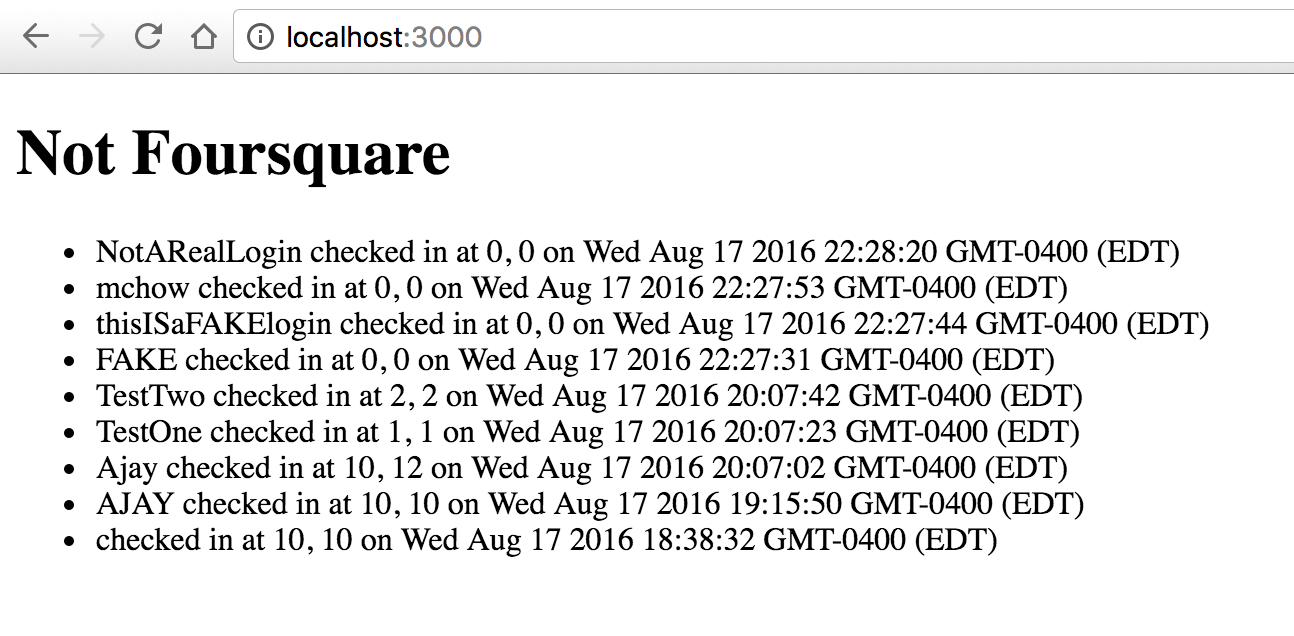 localhost:3000
Not Foursquare
NotARealLogin checked in at 0, 0 on Wed Aug 17 2016 22:28:20 GMT-0400 (EDT)
mchow checked in at 0, 0 on Wed Aug 17 2016 22:27:53 GMT-0400 (EDT)
thisISaFAKElogin checked in at 0, 0 on Wed Aug 17 2016 22:27:44 GMT-0400 (EDT)
FAKE checked in at 0, 0 on Wed Aug 17 2016 22:27:31 GMT-0400 (EDT)
TestTwo checked in at 2, 2 on Wed Aug 17 2016 20:07:42 GMT-0400 (EDT)
TestOne checked in at 1, 1 on Wed Aug 17 2016 20:07:23 GMT-0400 (EDT)
Ajay checked in at 10, 12 on Wed Aug 17 2016 20:07:02 GMT-0400 (EDT)
AJAY checked in at 10, 10 on Wed Aug 17 2016 19:15:50 GMT-0400 (EDT)
checked in at 10, 10 on Wed Aug 17 2016 18:38:32 GMT-0400 (EDT)